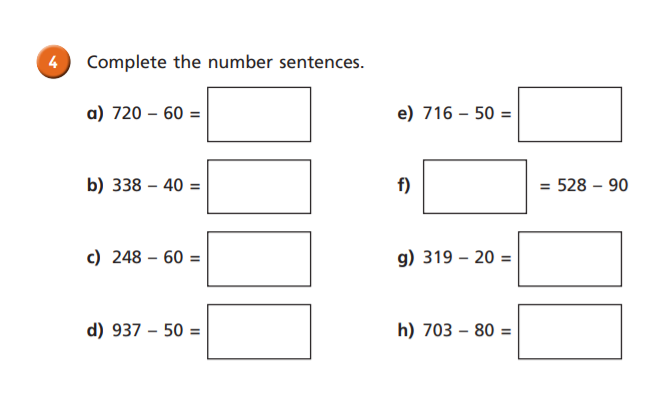 4 Complete the number sentences.
a) 720 – 60 =
e) 716 – 50 =
b) 338 – 40 =
f) = 528 – 90
c) 248 – 60 =
g) 319 – 20 =
d) 937 – 50 =
h) 703 – 80 =